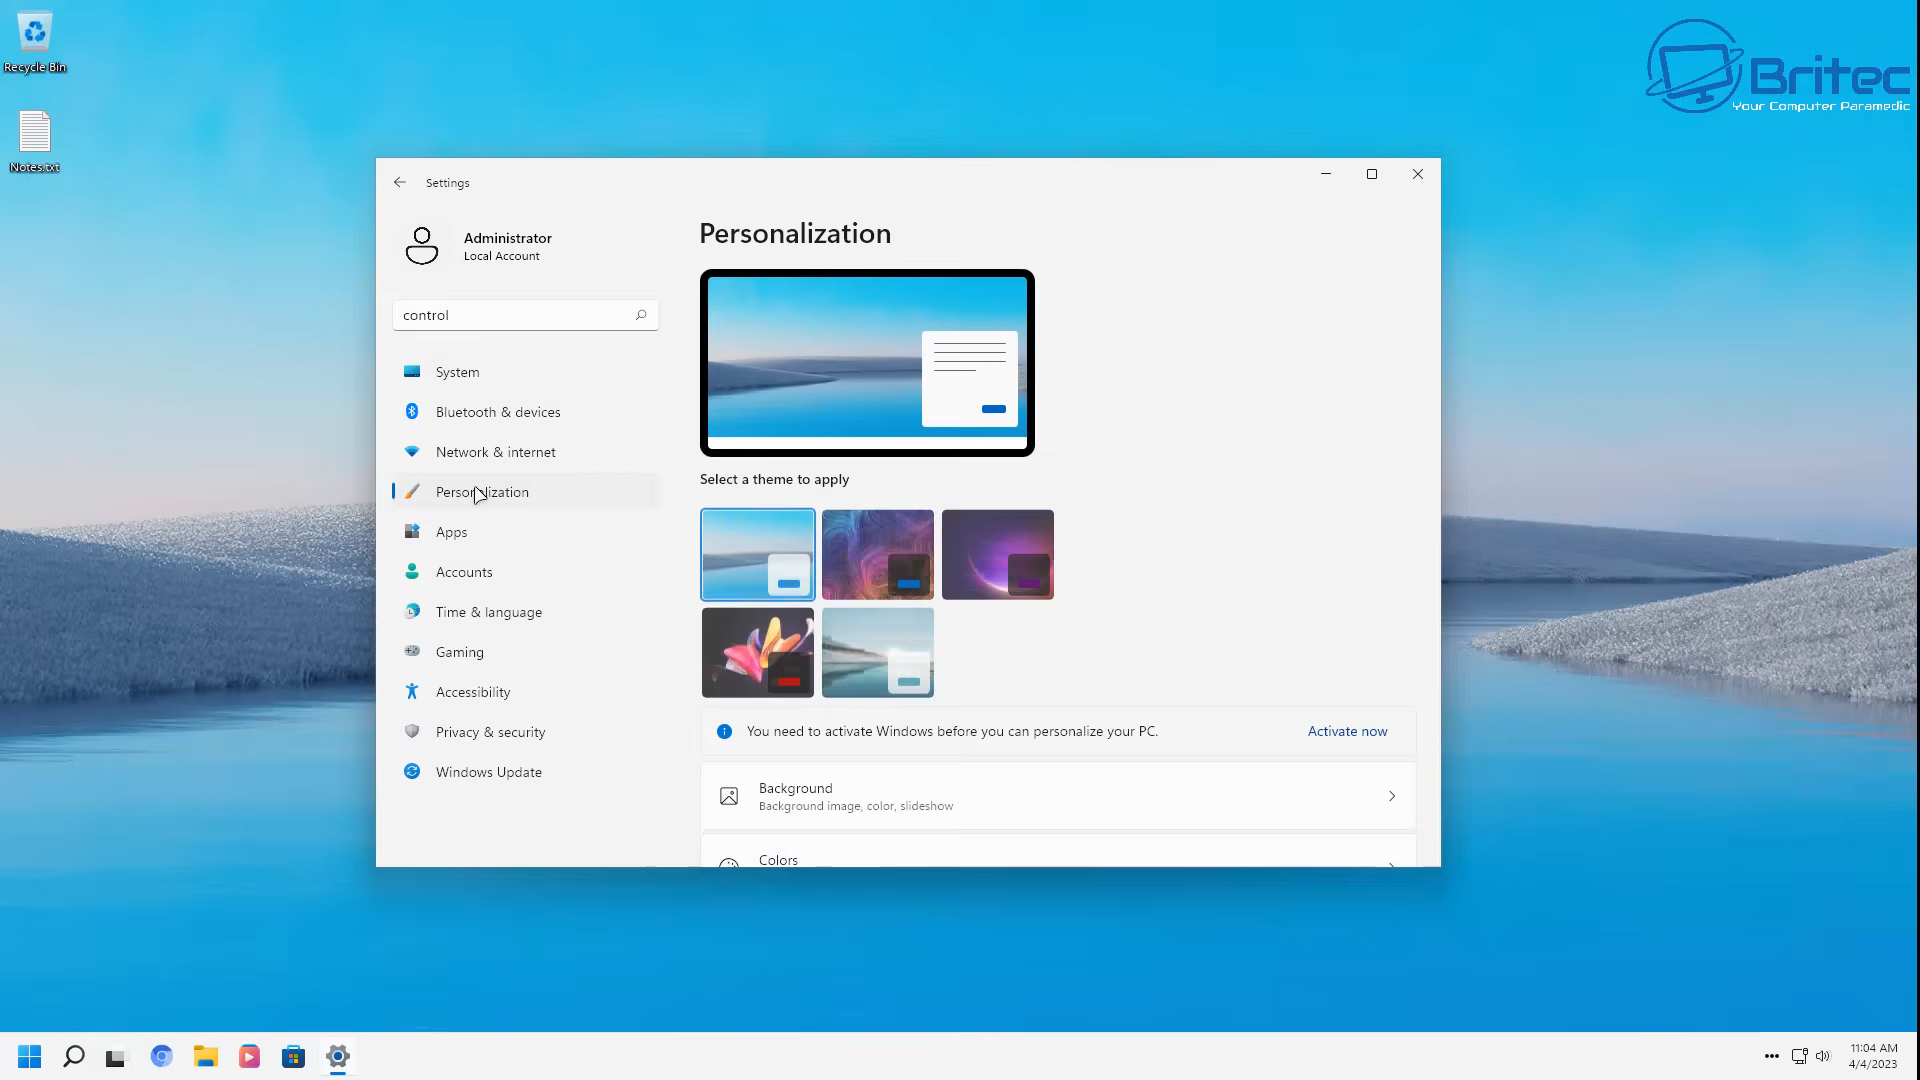 Recycle Bin
Notes.txt
Britec
Your Computer Paramedic
Settings
Administrator
Local Account
control
System
Bluetooth & devices
Network & internet
Personalization
Apps
Accounts
Time & language
Gaming
Accessibility
Privacy & security
Windows Update
Personalization
Select a theme to apply
You need to activate Windows before you can personalize your PC.
Activate now
Background
Background image, color, slideshow
Colors
11:04 AM
4/4/2023